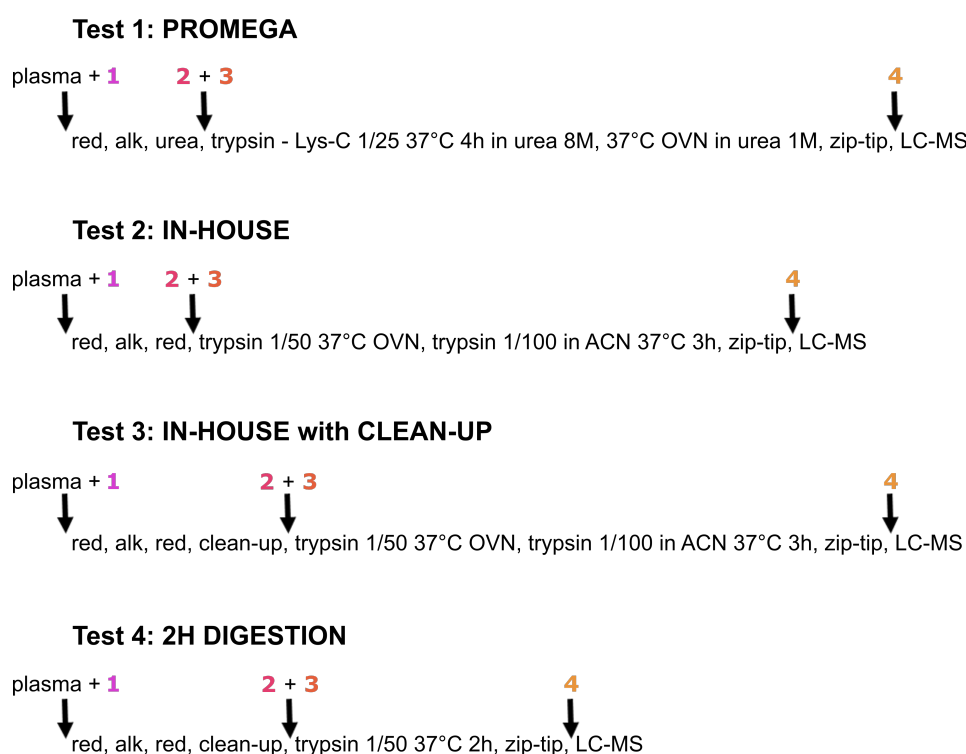 Test 1: PROMEGA
plasma + 1 2 + 3 4
red, alk, urea, trypsin - Lys-C 1/25 37°C 4h in urea 8M, 37°C OVN in urea 1M, zip-tip, LC-MS
Test 2: IN-HOUSE
plasma + 1 2 + 3 4
red, alk, red, trypsin 1/50 37°C OVN, trypsin 1/100 in ACN 37°C 3h, zip-tip, LC-MS
Test 3: IN-HOUSE with CLEAN-UP
plasma + 1 2 + 3 4
red, alk, red, clean-up, trypsin 1/50 37°C OVN, trypsin 1/100 in ACN 37°C 3h, zip-tip, LC-MS
Test 4: 2H DIGESTION
plasma + 1 2 + 3 4
red, alk, red, clean-up, trypsin 1/50 37°C 2h, zip-tip, LC-MS